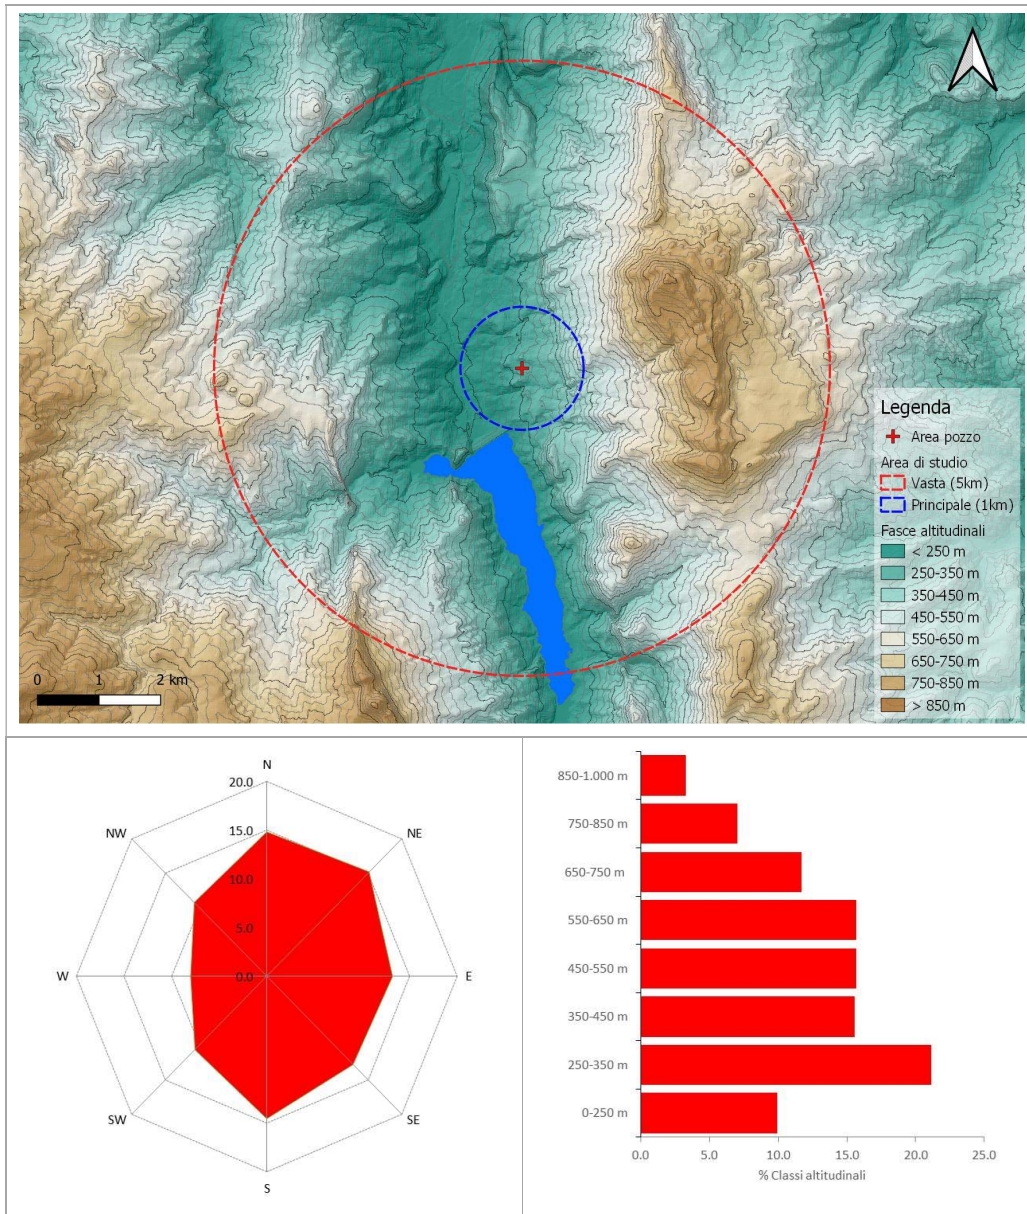 Legenda
Area pozzo
Area di studio
Vasta (5km)
Principale (1km)
Fasce altitudinali
< 250 m
250-350 m
350-450 m
450-550 m
550-650 m
650-750 m
750-850 m
> 850 m
0 1 2 km
N
NE
E
SE
S
SW
W
NW
20.0
15.0
10.0
5.0
0.0
850-1.000 m
750-850 m
650-750 m
550-650 m
450-550 m
350-450 m
250-350 m
0-250 m
0.0 5.0 10.0 15.0 20.0 25.0
% Classi altitudinali